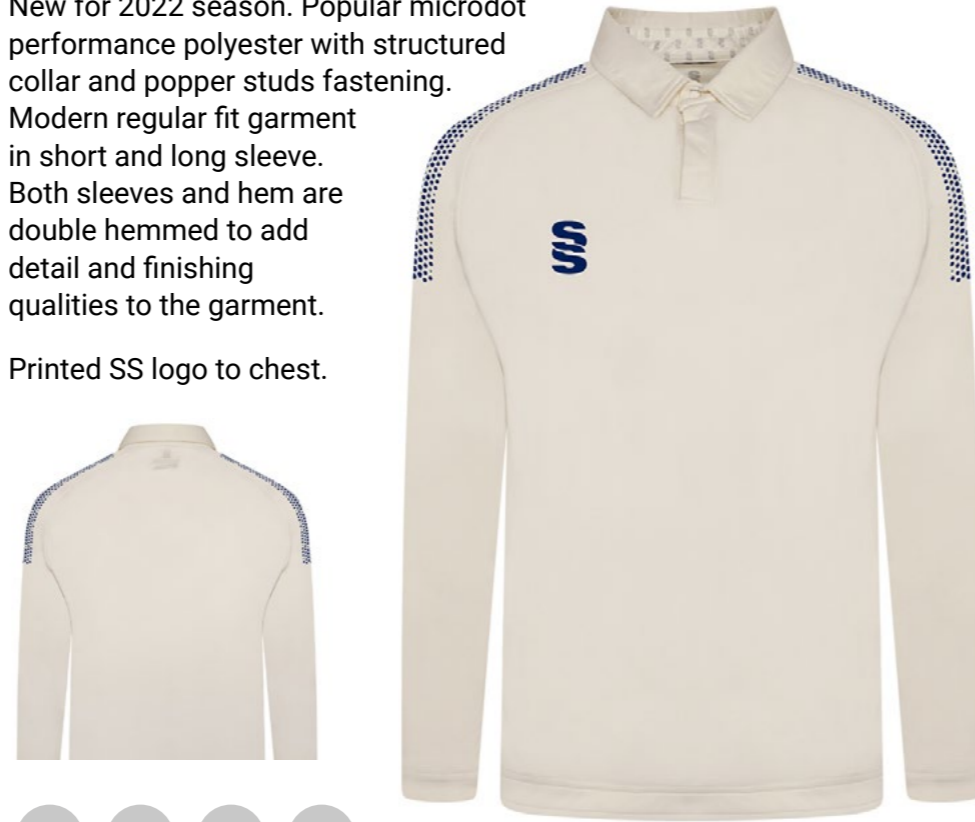 New for 2022 season. Popular microdot
performance polyester with structured
collar and popper studs fastening.
Modern regular fit garment
in short and long sleeve.
Both sleeves and hem are
double hemmed to add
detail and finishing
qualities to the garment.
Printed SS logo to chest.
SS